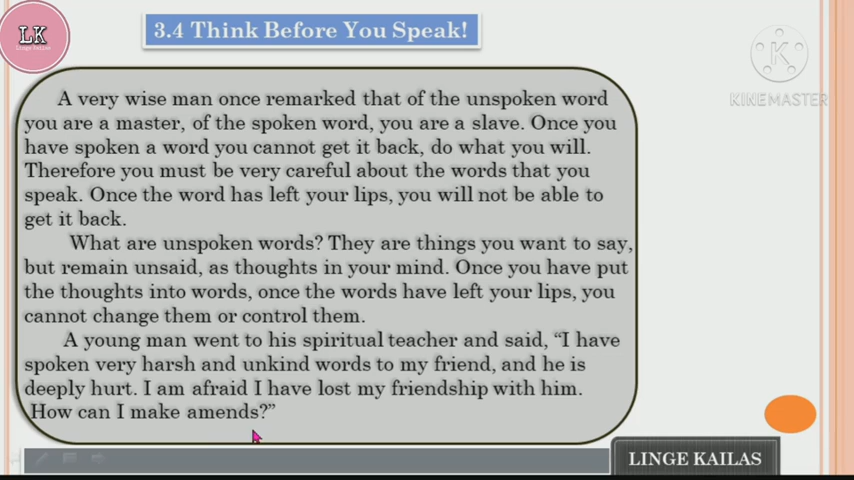 LK
Linge Kailas
3.4 Think Before You Speak!
K
KINEMASTER
A very wise man once remarked that of the unspoken word
you are a master, of the spoken word, you are a slave. Once you
have spoken a word you cannot get it back, do what you will.
Therefore you must be very careful about the words that you
speak. Once the word has left your lips, you will not be able to
get it back.
What are unspoken words? They are things you want to say,
but remain unsaid, as thoughts in your mind. Once you have put
the thoughts into words, once the words have left your lips, you
cannot change them or control them.
A young man went to his spiritual teacher and said, “I have
spoken very harsh and unkind words to my friend, and he is
deeply hurt. I am afraid I have lost my friendship with him.
How can I make amends?”
LINGE KAILAS